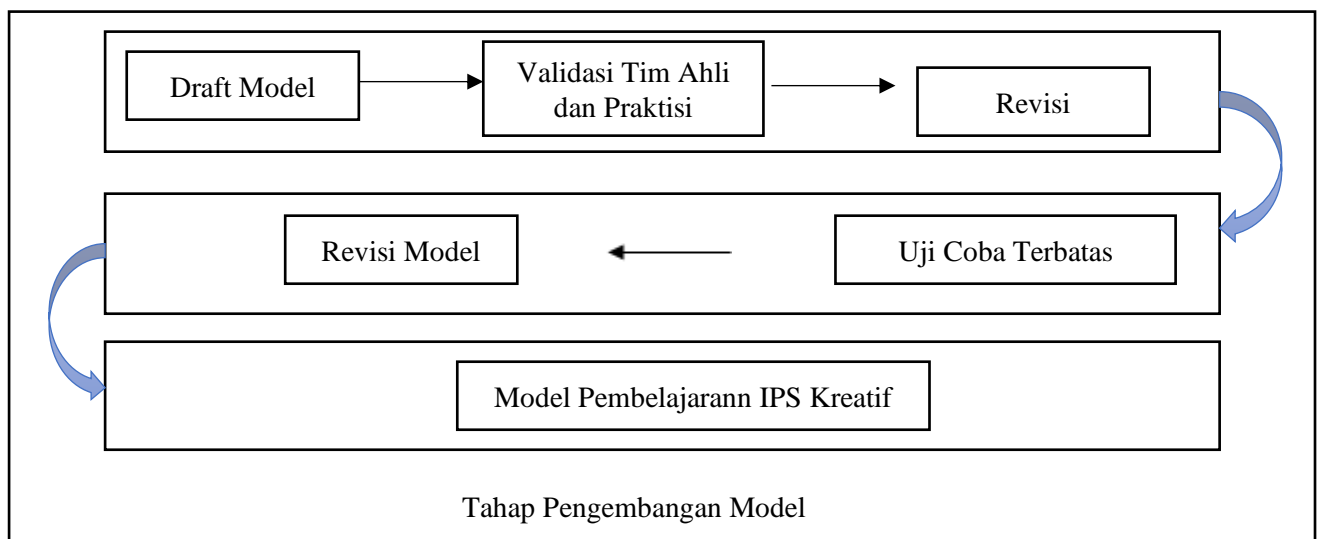 Draft Model
Validasi Tim Ahli
dan Praktisi
Revisi
Revisi Model
Uji Coba Terbatas
Model Pembelajarann IPS Kreatif
Tahap Pengembangan Model